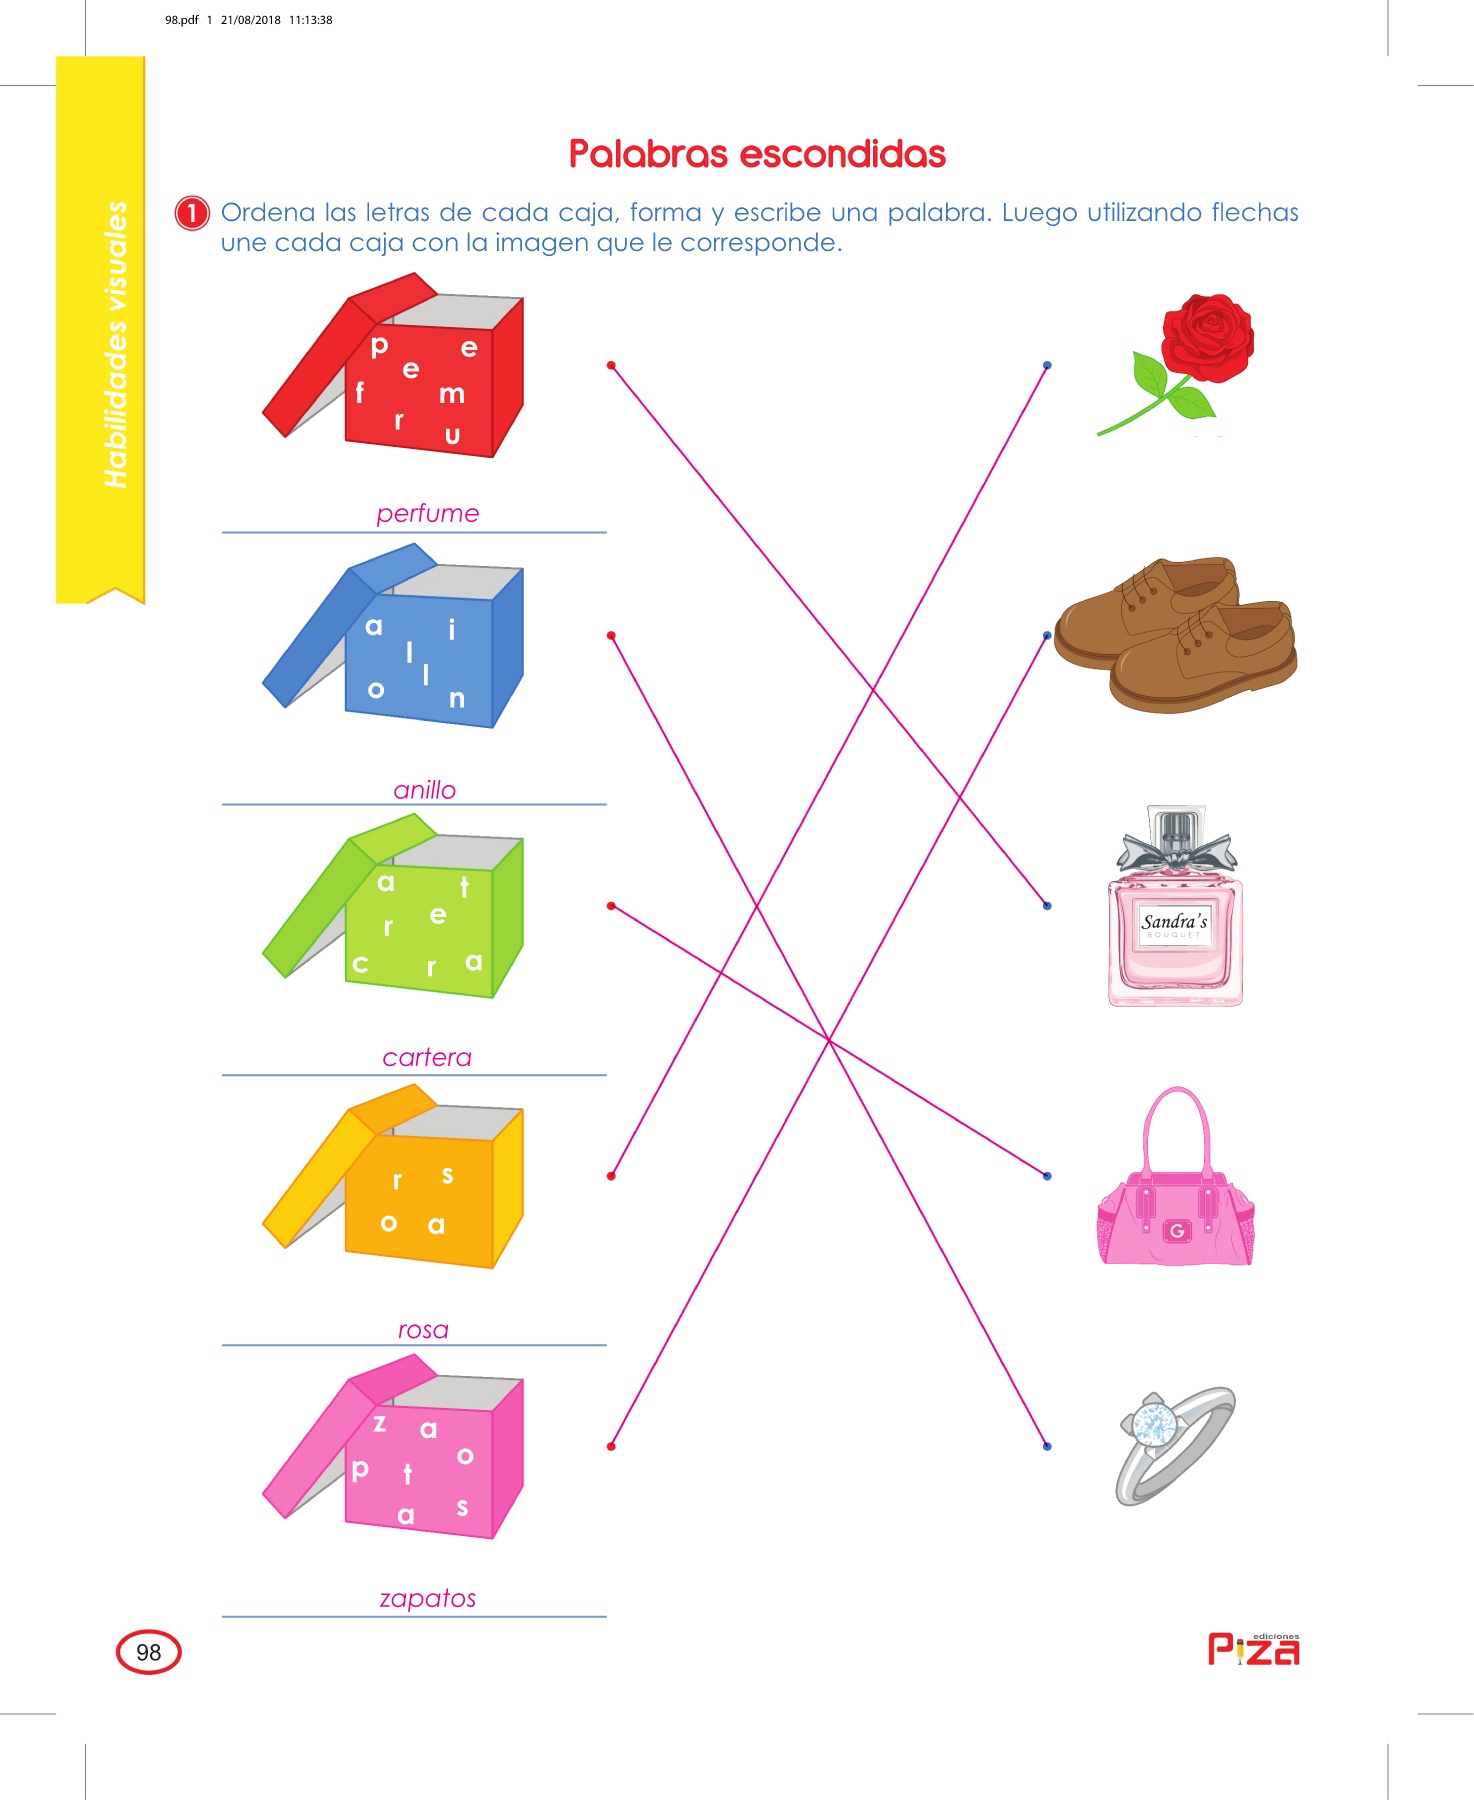 98.pdf 1 21/08/2018 11:13:38
Habilidades visuales
Palabras escondidas
1 Ordena las letras de cada caja, forma y escribe una palabra. Luego utilizando flechas
une cada caja con la imagen que le corresponde.
p e
e
f m
r
u
perfume
a i
l
l
o n
anillo
a t
e
r
c r a
cartera
r s
o a
rosa
z a
o
p t
s
a
zapatos
Sandra's
BOUQUET
G
98
ediciones
Piza